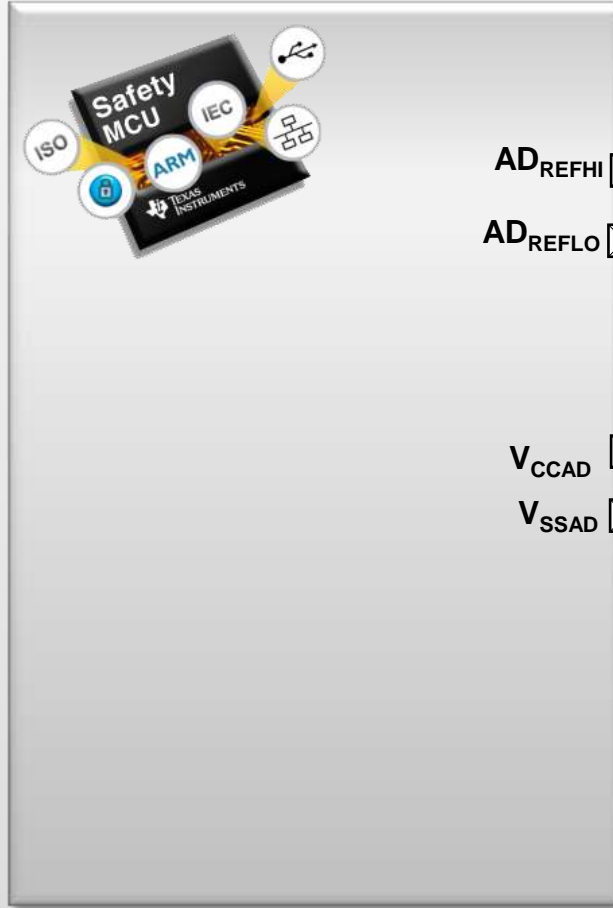 Safety
MCU
ISO
IEC
ARM
TEXAS
INSTRUMENTS
AD_REFHI
AD_REFLO
V_CCAD
V_SSAD